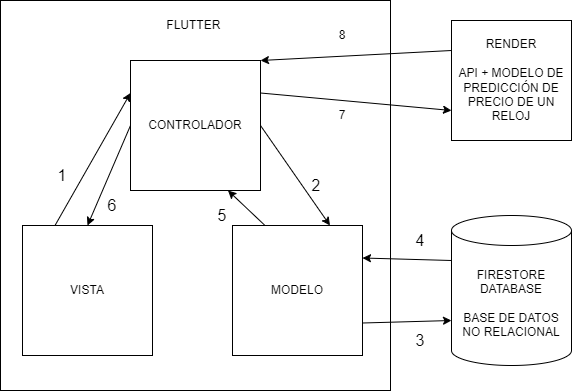 FLUTTER
8
RENDER
API + MODELO DE
PREDICCIÓN DE
PRECIO DE UN
RELOJ
CONTROLADOR
7
1
2
6
5
4
VISTA
MODELO
FIRESTORE
DATABASE
BASE DE DATOS
NO RELACIONAL
3